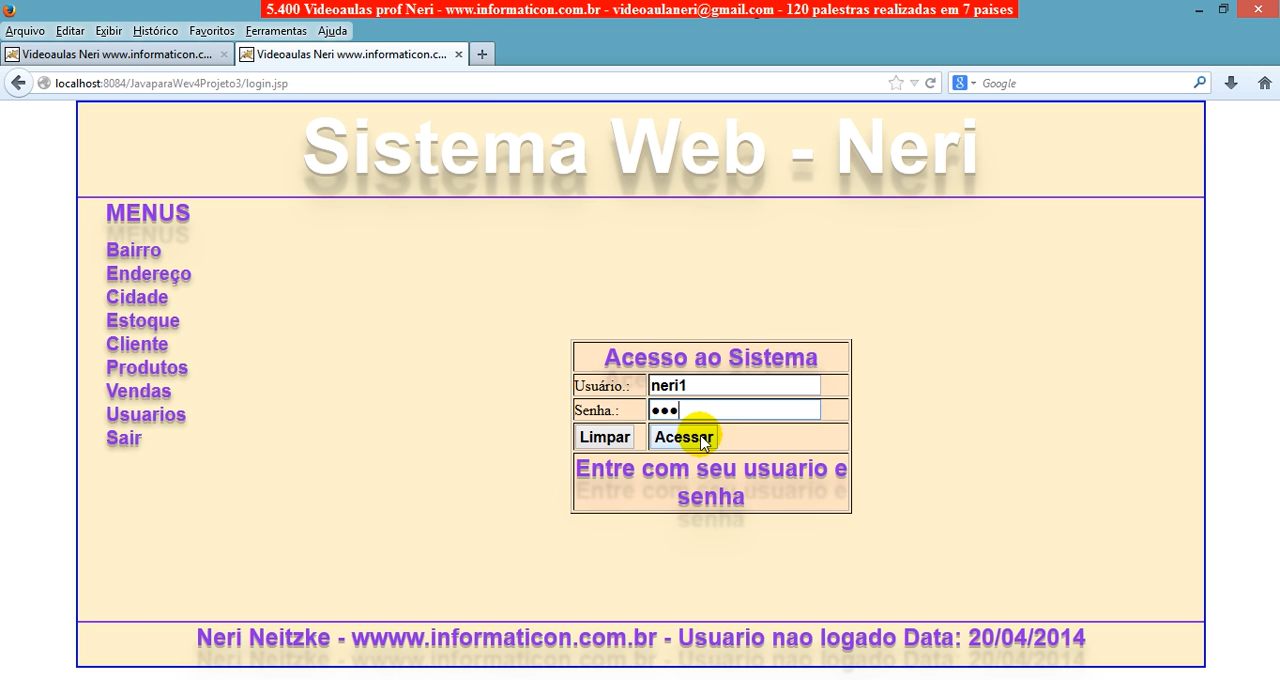 5.400 Videoaulas prof Neri - www.informaticon.com.br - videoaulaneri@gmail.com - 120 palestras realizadas em 7 paises
Arquivo Editar Exibir Histórico Favoritos Ferramentas Ajuda
Videoaulas Neri www.informaticon.c... × Videoaulas Neri www.informaticon.c... × +
localhost:8084/JavaparaWev4Projeto3/login.jsp Google
Sistema Web - Neri
MENUS
Bairro
Endereço
Cidade
Estoque
Cliente
Produtos
Vendas
Usuarios
Sair
Acesso ao Sistema
Usuário.: neri1
Senha.: ●●●
Limpar Acessar
Entre com seu usuario e
senha
Neri Neitzke - wwww.informaticon.com.br - Usuario nao logado Data: 20/04/2014